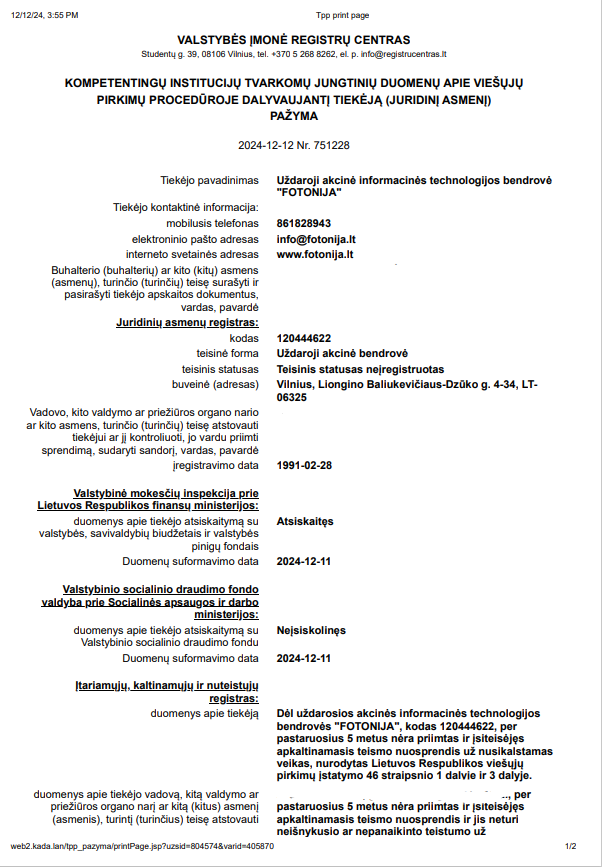 12/12/24, 3:55 PM
Tpp print page
VALSTYBĖS ĮMONĖ REGISTRŲ CENTRAS
Studentų g. 39, 08106 Vilnius, tel. +370 5 268 8262, el. p. info@registrucentras.lt
KOMPETENTINGŲ INSTITUCIJŲ TVARKOMŲ JUNGTINIŲ DUOMENŲ APIE VIEŠŲJŲ
PIRKIMŲ PROCEDŪROJE DALYVAUJANTĮ TIEKĖJĄ (JURIDINĮ ASMENĮ)
PAŽYMA
2024-12-12 Nr. 751228
Tiekėjo pavadinimas
Uždaroji akcinė informacinės technologijos bendrovė
"FOTONIJA"
Tiekėjo kontaktinė informacija:
mobilusis telefonas
861828943
elektroninio pašto adresas
info@fotonija.lt
interneto svetainės adresas
www.fotonija.lt
Buhalterio (buhalterių) ar kito (kitų) asmens
(asmenų), turinčio (turinčių) teisę surašyti ir
pasirašyti tiekėjo apskaitos dokumentus,
vardas, pavardė
Juridinių asmenų registras:
kodas
120444622
teisinė forma
Uždaroji akcinė bendrovė
teisinis statusas
Teisinis statusas neįregistruotas
buveinė (adresas)
Vilnius, Liongino Baliukevičiaus-Dzūko g. 4-34, LT-
06325
Vadovo, kito valdymo ar priežiūros organo nario
ar kito asmens, turinčio (turinčių) teisę atstovauti
tiekėjui ar jį kontroliuoti, jo vardu priimti
sprendimą, sudaryti sandorį, vardas, pavardė
įregistravimo data
1991-02-28
Valstybinė mokesčių inspekcija prie
Lietuvos Respublikos finansų ministerijos:
duomenys apie tiekėjo atsiskaitymą su
valstybės, savivaldybių biudžetais ir valstybės
pinigų fondais
Atsiskaitęs
Duomenų suformavimo data
2024-12-11
Valstybinio socialinio draudimo fondo
valdyba prie Socialinės apsaugos ir darbo
ministerijos:
duomenys apie tiekėjo atsiskaitymą su
Valstybinio socialinio draudimo fondu
Neįsiskolinęs
Duomenų suformavimo data
2024-12-11
Įtariamųjų, kaltinamųjų ir nuteistųjų
registras:
duomenys apie tiekėją
Dėl uždarosios akcinės informacinės technologijos
bendrovės "FOTONIJA", kodas 120444622, per
pastaruosius 5 metus nėra priimtas ir įsiteisėjęs
apkaltinamasis teismo nuosprendis už nusikalstamas
veikas, nurodytas Lietuvos Respublikos viešųjų
pirkimų įstatymo 46 straipsnio 1 dalyje ir 3 dalyje.
duomenys apie tiekėjo vadovą, kitą valdymo ar
priežiūros organo narį ar kitą (kitus) asmenį
(asmenis), turintį (turinčius) teisę atstovauti
, per
pastaruosius 5 metus nėra priimtas ir įsiteisėjęs
apkaltinamasis teismo nuosprendis ir jis neturi
neišnykusio ar nepanaikinto teistumo už
web2.kada.lan/tpp_pazyma/printPage.jsp?uzsid=804574&varid=405870
1/2